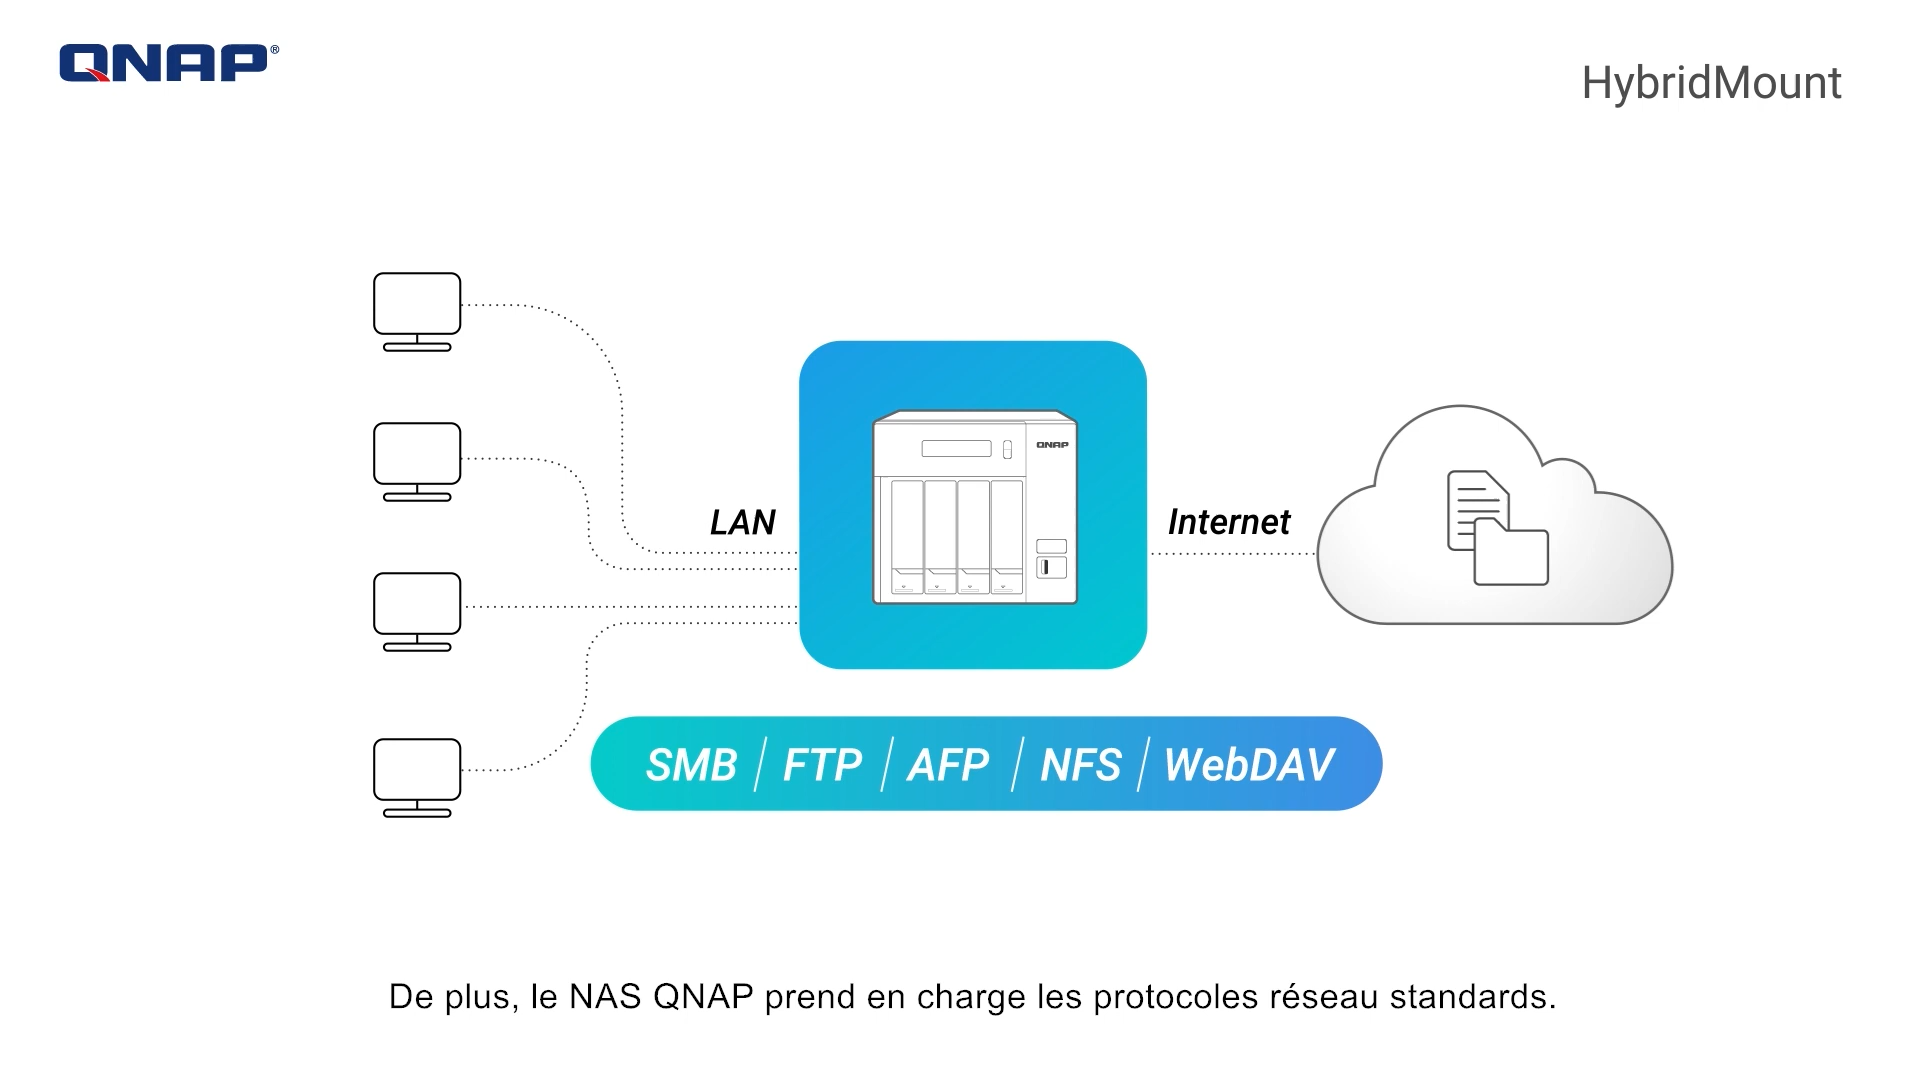 QNAP®
HybridMount
QNAP
LAN
Internet
SMB / FTP / AFP / NFS / WebDAV
De plus, le NAS QNAP prend en charge les protocoles réseau standards.